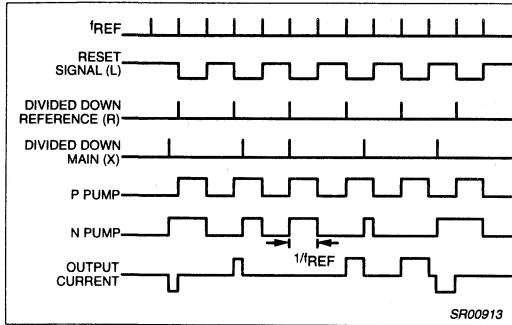 fREF
RESET
SIGNAL (L)
DIVIDED DOWN
REFERENCE (R)
DIVIDED DOWN
MAIN (X)
P PUMP
N PUMP
1/fREF
OUTPUT
CURRENT
SR00913